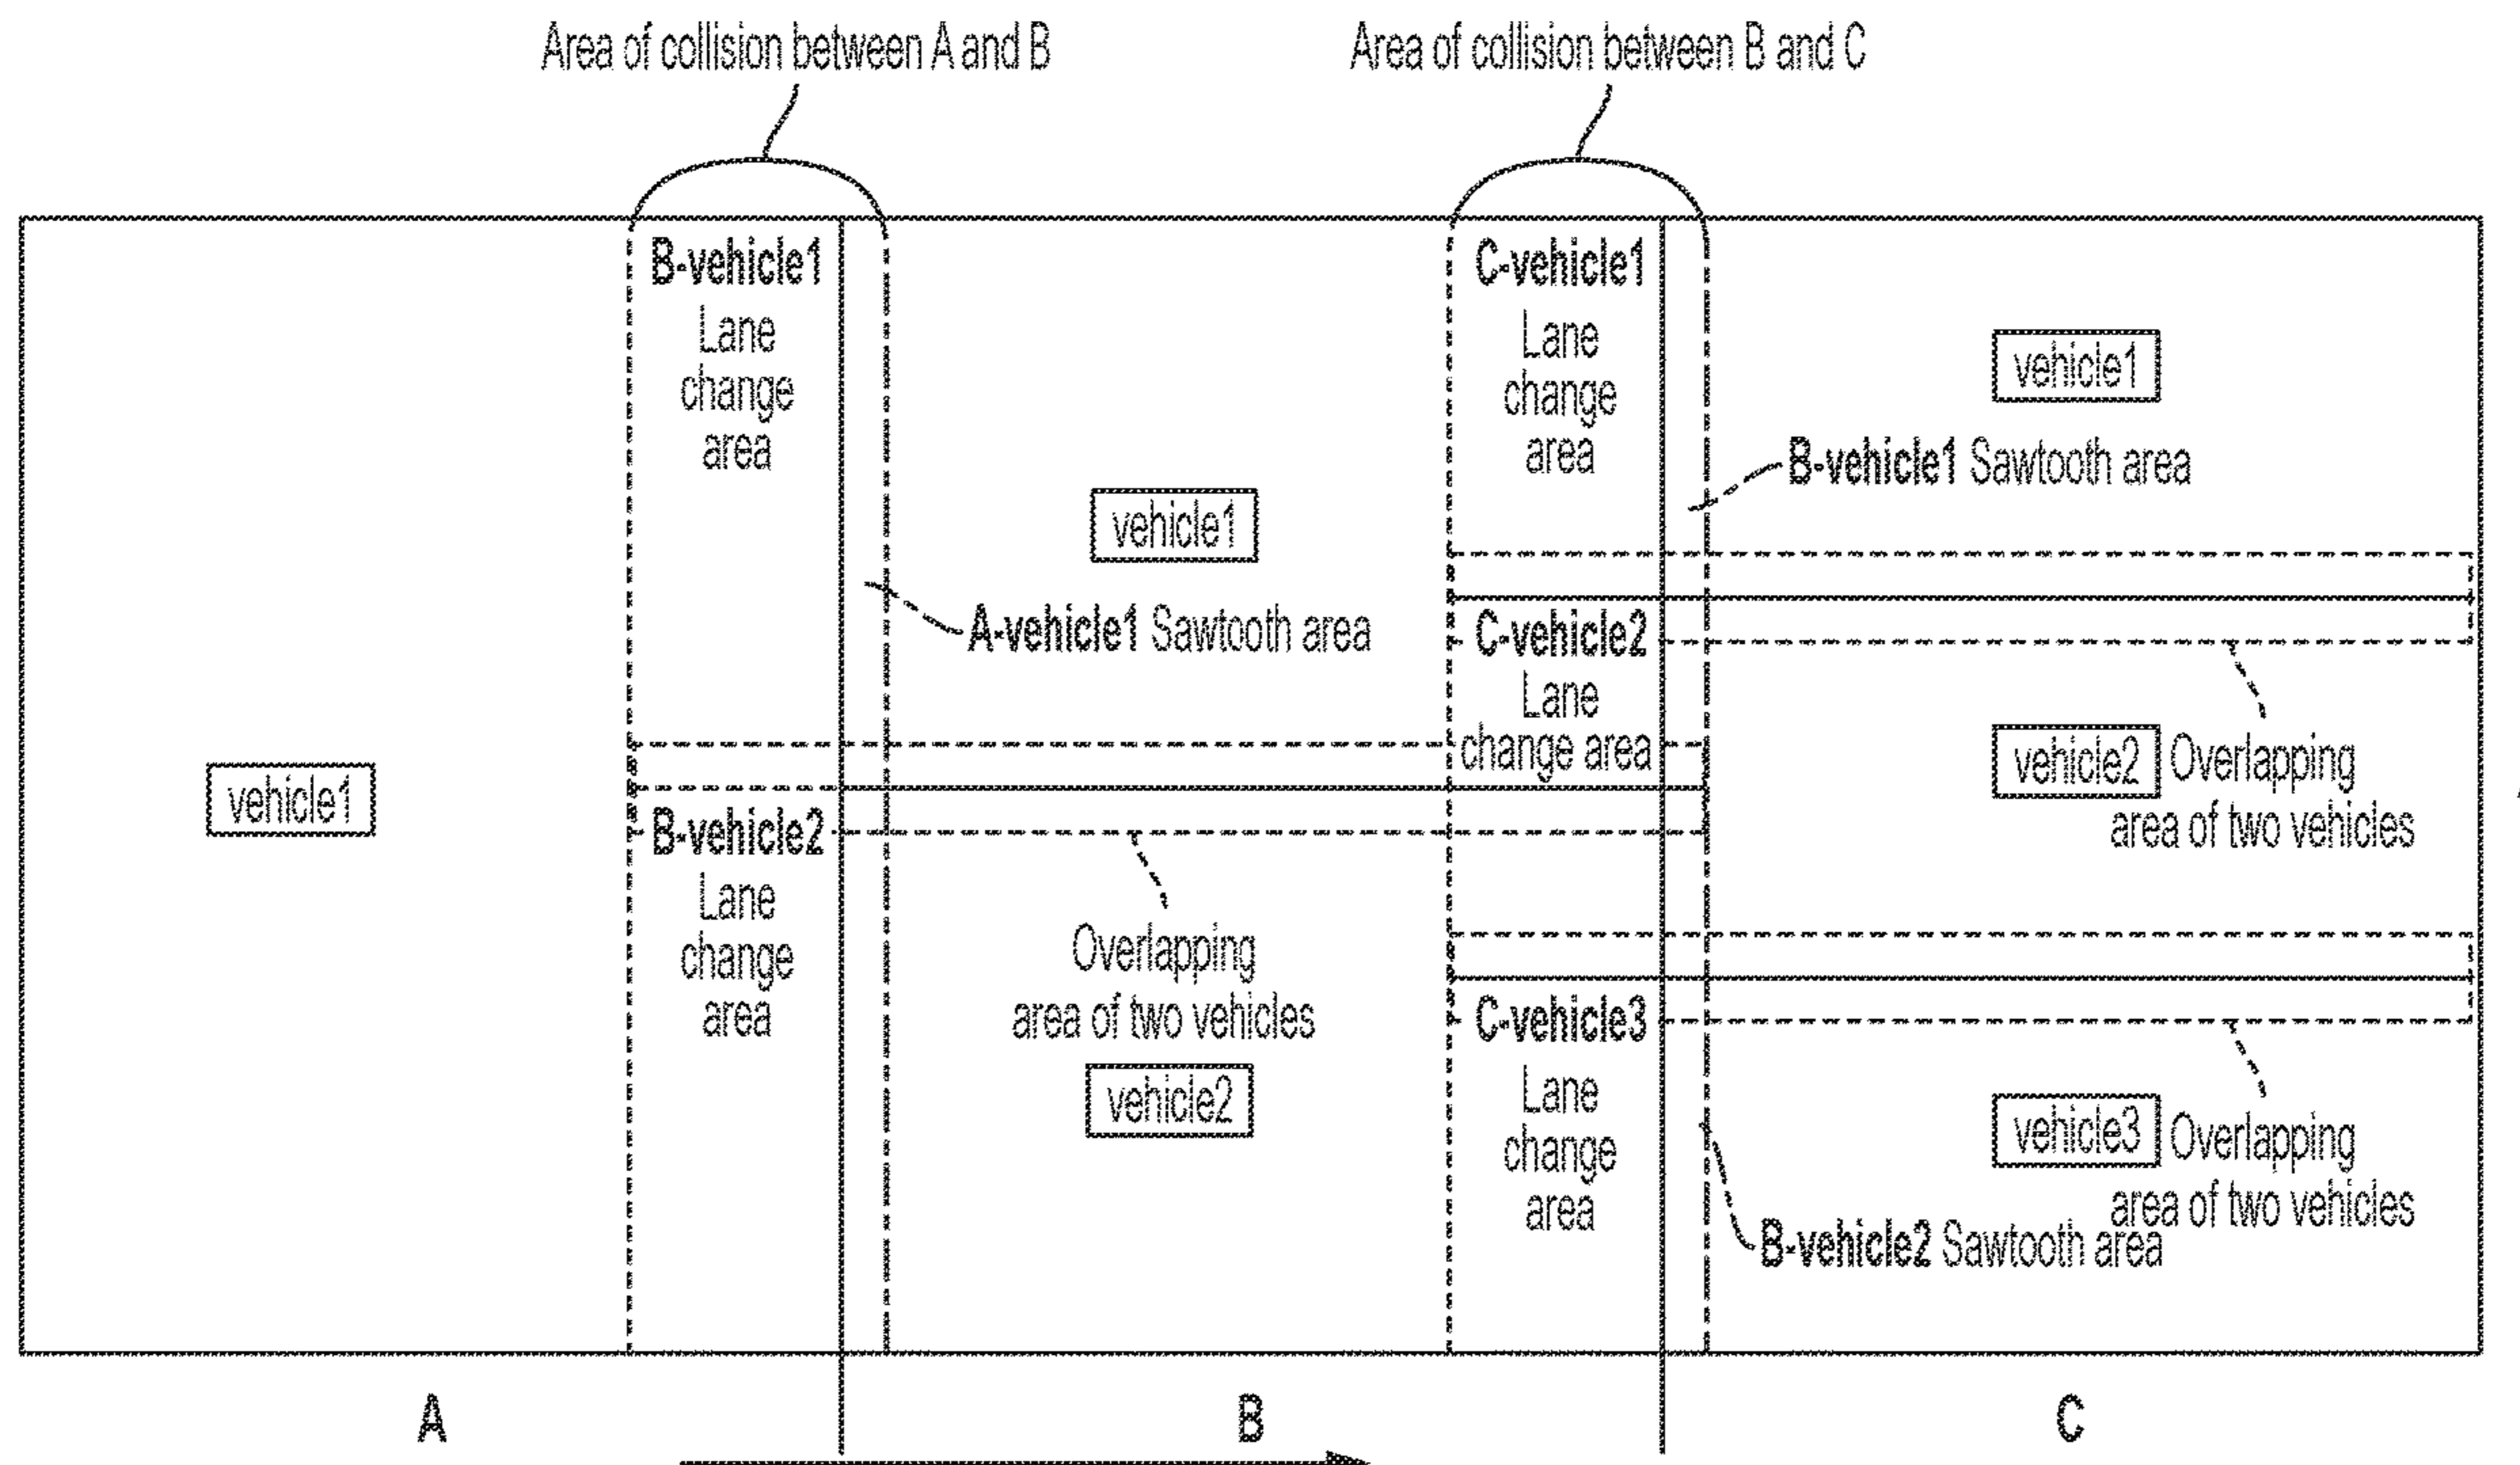 Area of collision between A and B
Area of collision between B and C
B-vehicle1
Lane
change
area
C-vehicle1
Lane
change
area
vehicle1
B-vehicle1 Sawtooth area
vehicle1
A-vehicle1 Sawtooth area
C-vehicle2
Lane
change area
vehicle1
B-vehicle2
Lane
change
area
vehicle2
Overlapping
area of two vehicles
Overlapping
area of two vehicles
vehicle2
C-vehicle3
Lane
change
area
vehicle3
Overlapping
area of two vehicles
B-vehicle2 Sawtooth area
A
B
C